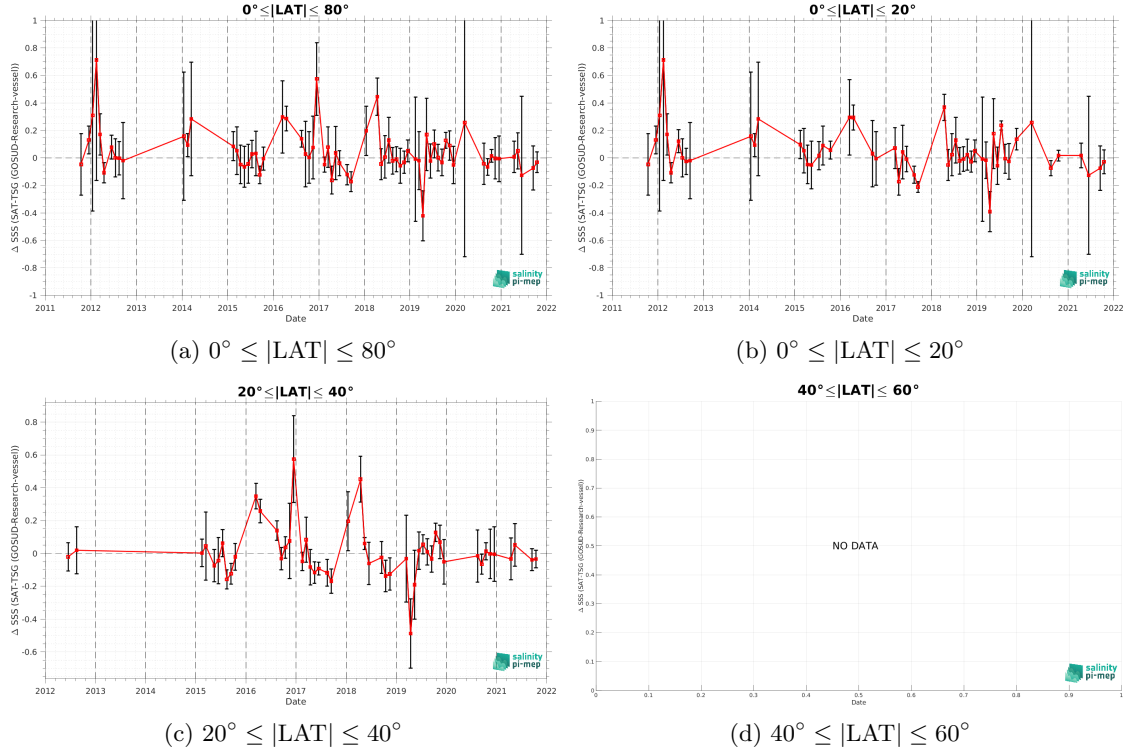 0°≤|LAT|≤ 80°
Δ SSS (SAT-TSG (GOSUD-Research-vessel))
1
0.8
0.6
0.4
0.2
0
-0.2
-0.4
-0.6
-0.8
-1
2011 2012 2013 2014 2015 2016 2017 2018 2019 2020 2021 2022
Date
salinity
pi-mep
(a) 0° ≤ |LAT| ≤ 80°
0°≤|LAT|≤ 20°
Δ SSS (SAT-TSG (GOSUD-Research-vessel))
1
0.8
0.6
0.4
0.2
0
-0.2
-0.4
-0.6
-0.8
-1
2011 2012 2013 2014 2015 2016 2017 2018 2019 2020 2021 2022
Date
salinity
pi-mep
(b) 0° ≤ |LAT| ≤ 20°
20°≤|LAT|≤ 40°
Δ SSS (SAT-TSG (GOSUD-Research-vessel))
0.8
0.6
0.4
0.2
0
-0.2
-0.4
-0.6
2012 2013 2014 2015 2016 2017 2018 2019 2020 2021 2022
Date
salinity
pi-mep
(c) 20° ≤ |LAT| ≤ 40°
40°≤|LAT|≤ 60°
Δ SSS (SAT-TSG (GOSUD-Research-vessel))
1
0.9
0.8
0.7
0.6
0.5
0.4
0.3
0.2
0.1
0
NO DATA
0 0.1 0.2 0.3 0.4 0.5 0.6 0.7 0.8 0.9 1
Date
salinity
pi-mep
(d) 40° ≤ |LAT| ≤ 60°